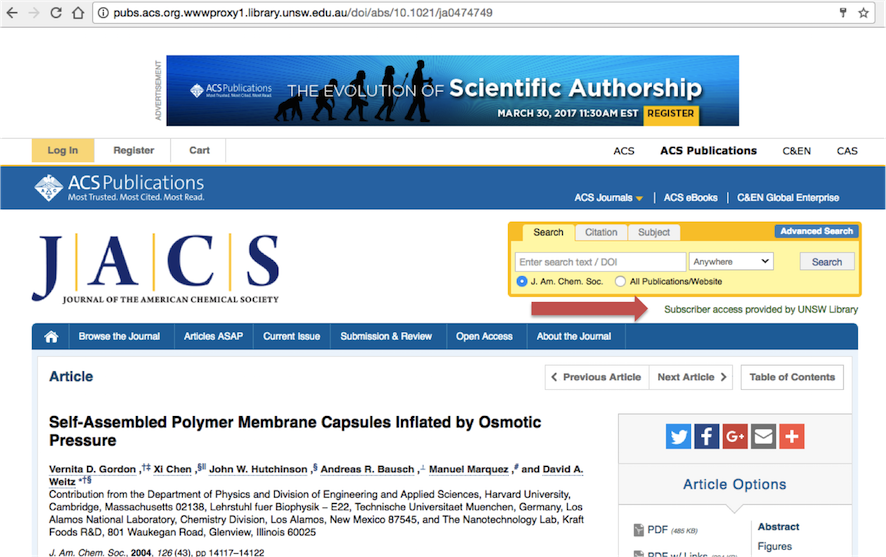 pubs.acs.org.wwwproxy1.library.unsw.edu.au/doi/abs/10.1021/ja0474749
ADVERTISEMENT
ACS Publications
Most Trusted. Most Cited. Most Read.
THE EVOLUTION OF Scientific Authorship
MARCH 30, 2017 11:30AM EST REGISTER
Log In Register Cart ACS ACS Publications C&EN CAS
ACS Publications
Most Trusted. Most Cited. Most Read.
ACS Journals ACS eBooks C&EN Global Enterprise
JACS
JOURNAL OF THE AMERICAN CHEMICAL SOCIETY
Search Citation Subject Advanced Search
Enter search text / DOI Anywhere Search
J. Am. Chem. Soc. All Publications/Website
Subscriber access provided by UNSW Library
Browse the Journal Articles ASAP Current Issue Submission & Review Open Access About the Journal
Article
Previous Article Next Article Table of Contents
Self-Assembled Polymer Membrane Capsules Inflated by Osmotic
Pressure
Vernita D. Gordon ,†‡ Xi Chen ,§‖ John W. Hutchinson ,§ Andreas R. Bausch ,⊥ Manuel Marquez ,# and David A.
Weitz *†§
Contribution from the Department of Physics and Division of Engineering and Applied Sciences, Harvard University,
Cambridge, Massachusetts 02138, Lehrstuhl fuer Biophysik − E22, Technische Universitaet Muenchen, Germany, Los
Alamos National Laboratory, Chemistry Division, Los Alamos, New Mexico 87545, and The Nanotechnology Lab, Kraft
Foods R&D, 801 Waukegan Road, Glenview, Illinois 60025
J. Am. Chem. Soc., 2004, 126 (43), pp 14117–14122
Article Options
PDF (485 KB)
PDF w/ Links
Abstract
Figures